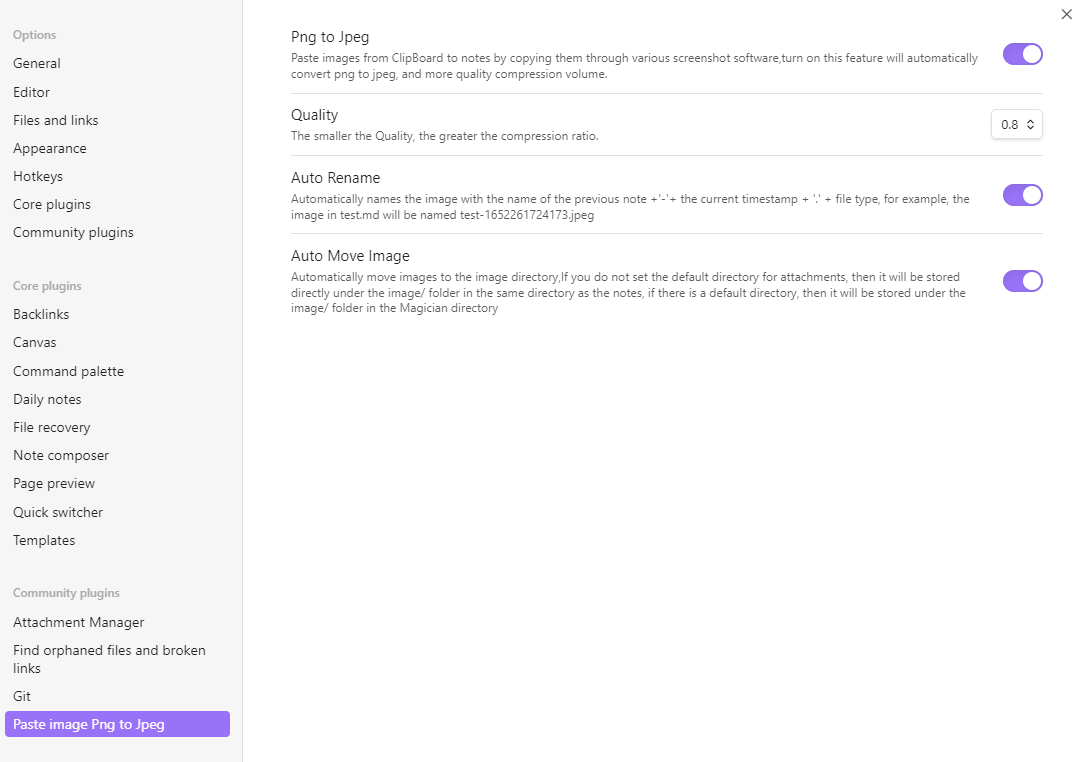 Options
General
Editor
Files and links
Appearance
Hotkeys
Core plugins
Community plugins
Core plugins
Backlinks
Canvas
Command palette
Daily notes
File recovery
Note composer
Page preview
Quick switcher
Templates
Community plugins
Attachment Manager
Find orphaned files and broken
links
Git
Paste image Png to Jpeg
Png to Jpeg
Paste images from ClipBoard to notes by copying them through various screenshot software,turn on this feature will automatically
convert png to jpeg, and more quality compression volume.
Quality
The smaller the Quality, the greater the compression ratio.
0.8
Auto Rename
Automatically names the image with the name of the previous note +'-'+ the current timestamp + '.' + file type, for example, the
image in test.md will be named test-1652261724173.jpeg
Auto Move Image
Automatically move images to the image directory,If you do not set the default directory for attachments, then it will be stored
directly under the image/ folder in the same directory as the notes, if there is a default directory, then it will be stored under the
image/ folder in the Magician directory